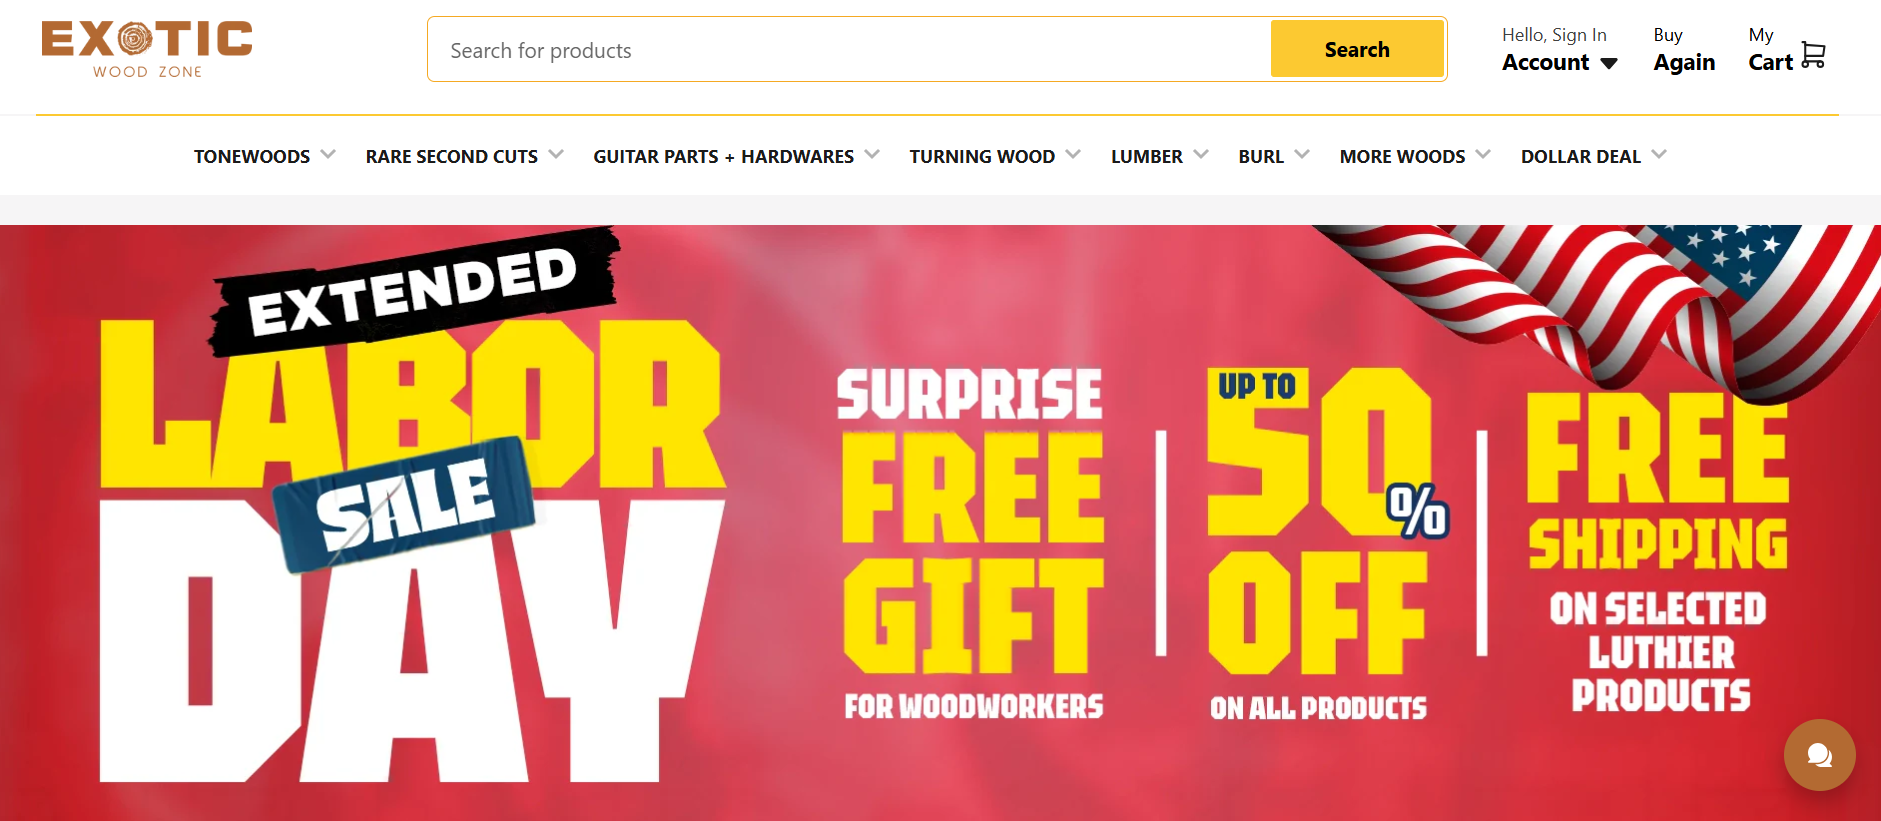 EXOTIC
WOOD ZONE
Search for products
Search
Hello, Sign In
Account
Buy
Again
My
Cart
TONEWOODS
RARE SECOND CUTS
GUITAR PARTS + HARDWARES
TURNING WOOD
LUMBER
BURL
MORE WOODS
DOLLAR DEAL
EXTENDED
LABOR
SALE
DAY
SURPRISE
FREE
GIFT
FOR WOODWORKERS
UP TO
50%
OFF
ON ALL PRODUCTS
FREE
SHIPPING
ON SELECTED
LUTHIER
PRODUCTS